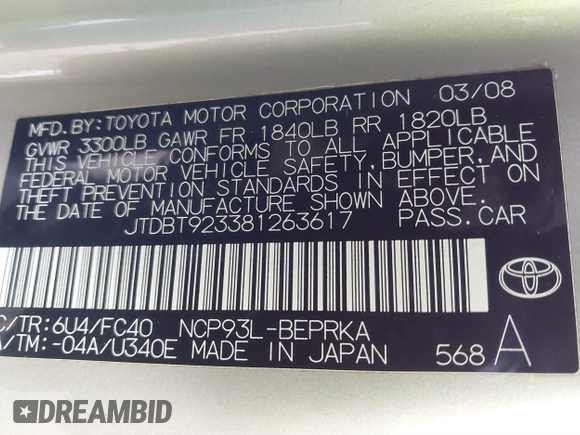 MFD.BY:TOYOTA MOTOR CORPORATION 03/08
GVWR 3300LB GAWR FR 1840LB RR 1820LB
THIS VEHICLE CONFORMS TO ALL APPLICABLE
FEDERAL MOTOR VEHICLE SAFETY,BUMPER,AND
THEFT PREVENTION STANDARDS IN EFFECT ON
THE DATE OF MANUFACTURE SHOWN ABOVE.
JTDBT923381263617 PASS.CAR
C/TR:6U4/FC40 NCP93L-BEPRKA
A/TM:-04A/U340E MADE IN JAPAN 568 A
TOYOTA
DREAMBID